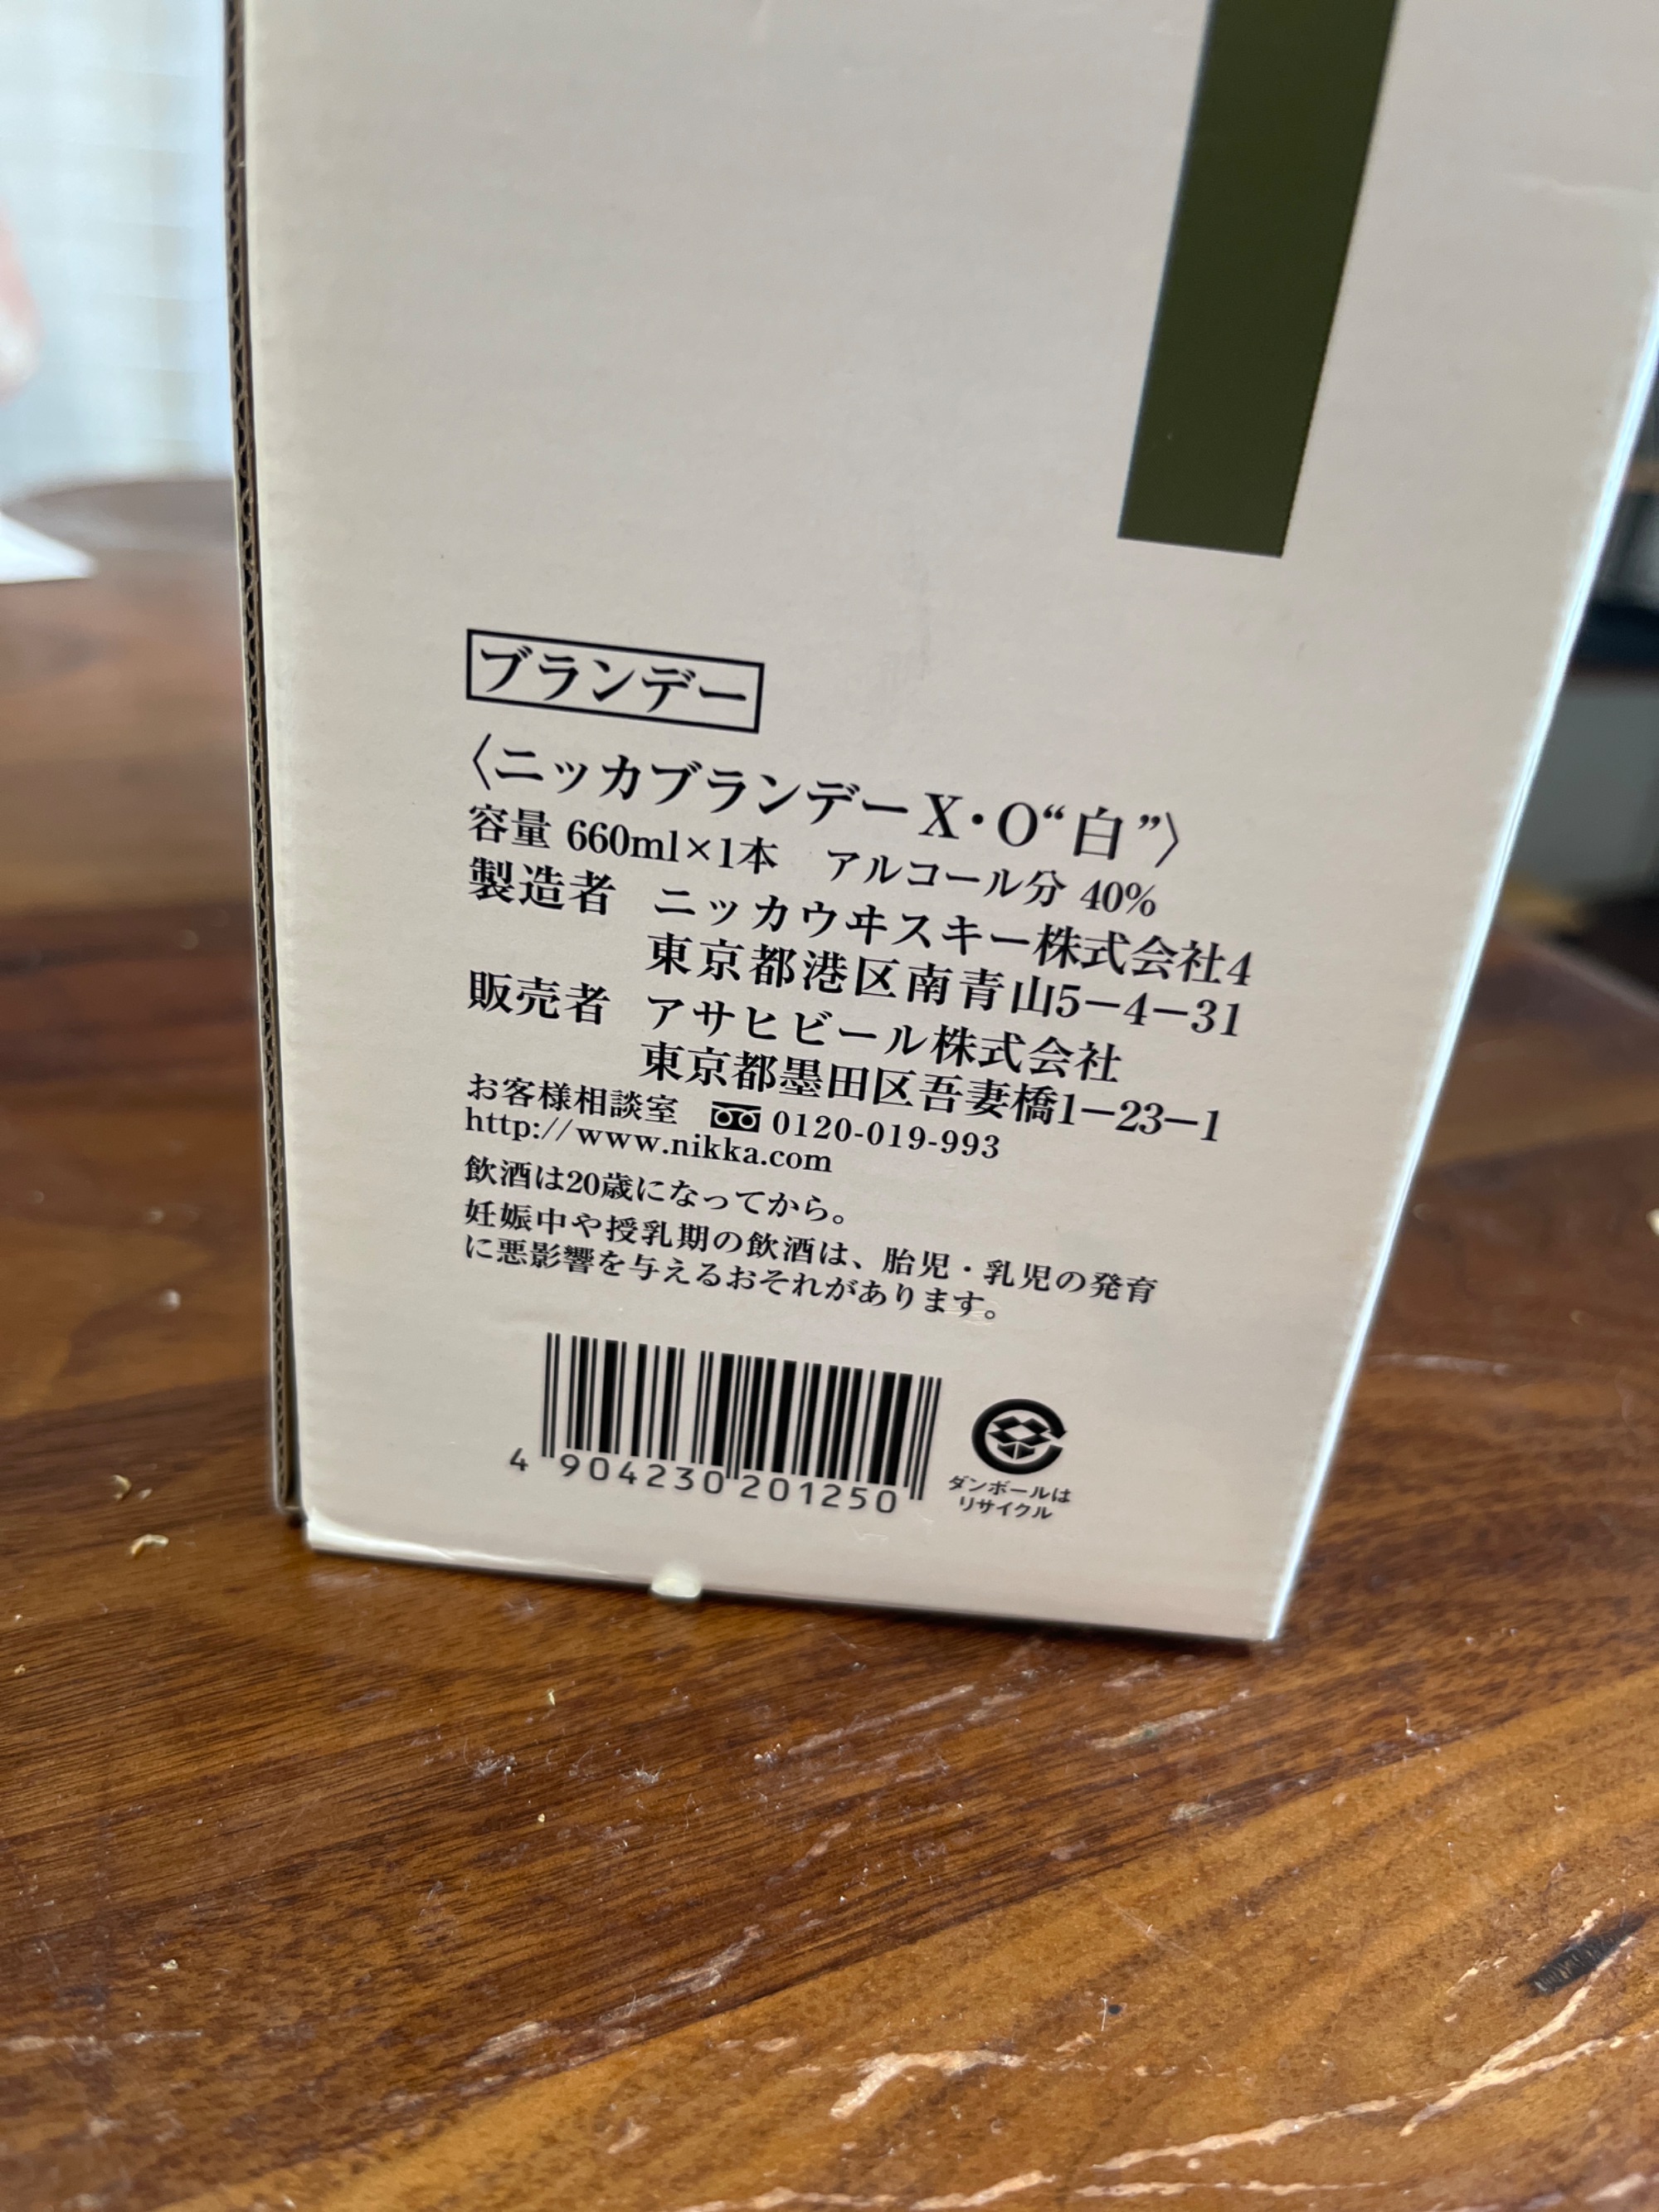 ブランデー
〈ニッカブランデーX・O“白”〉
容量 660ml×1本　アルコール分 40%
製造者　ニッカウヰスキー株式会社4
東京都港区南青山5−4−31
販売者　アサヒビール株式会社
東京都墨田区吾妻橋1−23−1
お客様相談室　0120-019-993
http://www.nikka.com
飲酒は20歳になってから。
妊娠中や授乳期の飲酒は、胎児・乳児の発育
に悪影響を与えるおそれがあります。
4 904230 201250
ダンボールは
リサイクル